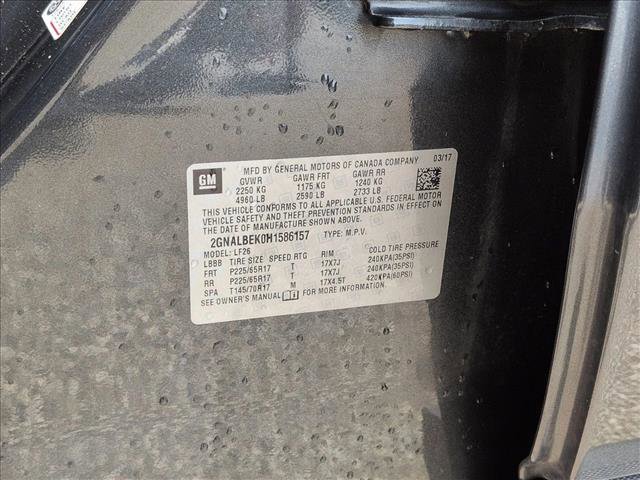 GM
MFD BY GENERAL MOTORS OF CANADA COMPANY 03/17
GVWR GAWR FRT GAWR RR
2250 KG 1175 KG 1240 KG
4960 LB 2590 LB 2733 LB
THIS VEHICLE CONFORMS TO ALL APPLICABLE U.S. FEDERAL MOTOR
VEHICLE SAFETY AND THEFT PREVENTION STANDARDS IN EFFECT ON
THE DATE OF MANUFACTURE SHOWN ABOVE.
2GNALBEK0H1586157 TYPE: M.P.V.
MODEL: LF26
LBBB TIRE SIZE SPEED RTG RIM COLD TIRE PRESSURE
FRT P225/65R17 T 17X7J 240KPA(35PSI)
RR P225/65R17 T 17X7J 240KPA(35PSI)
SPA T145/70R17 M 17X4.5T 420KPA(60PSI)
SEE OWNER'S MANUAL FOR MORE INFORMATION.